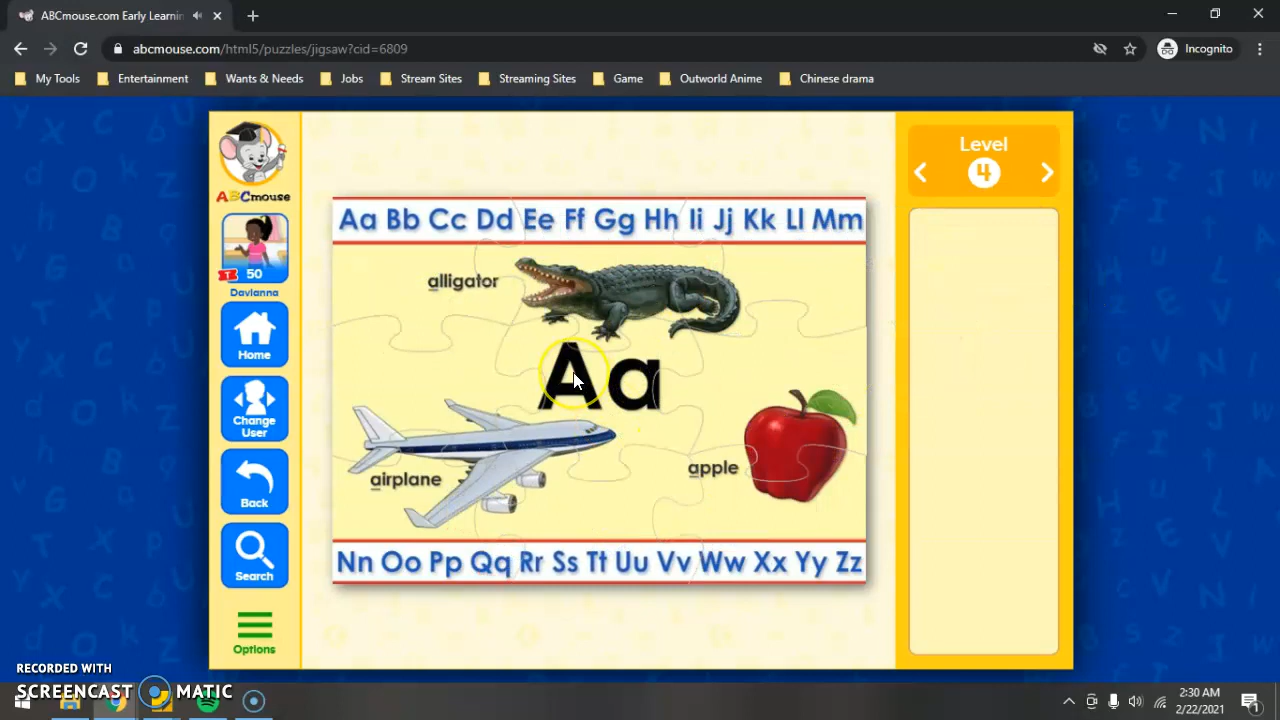 ABCmouse.com Early Learnin
abcmouse.com/html5/puzzles/jigsaw?cid=6809
Incognito
My Tools
Entertainment
Wants & Needs
Jobs
Stream Sites
Streaming Sites
Game
Outworld Anime
Chinese drama
ABCmouse
T 50
Davianna
Home
Change
User
Back
Search
Options
Aa Bb Cc Dd Ee Ff Gg Hh Ii Jj Kk Ll Mm
alligator
Aa
airplane
apple
Nn Oo Pp Qq Rr Ss Tt Uu Vv Ww Xx Yy Zz
Level
4
RECORDED WITH
SCREENCAST MATIC
2:30 AM
2/22/2021
1